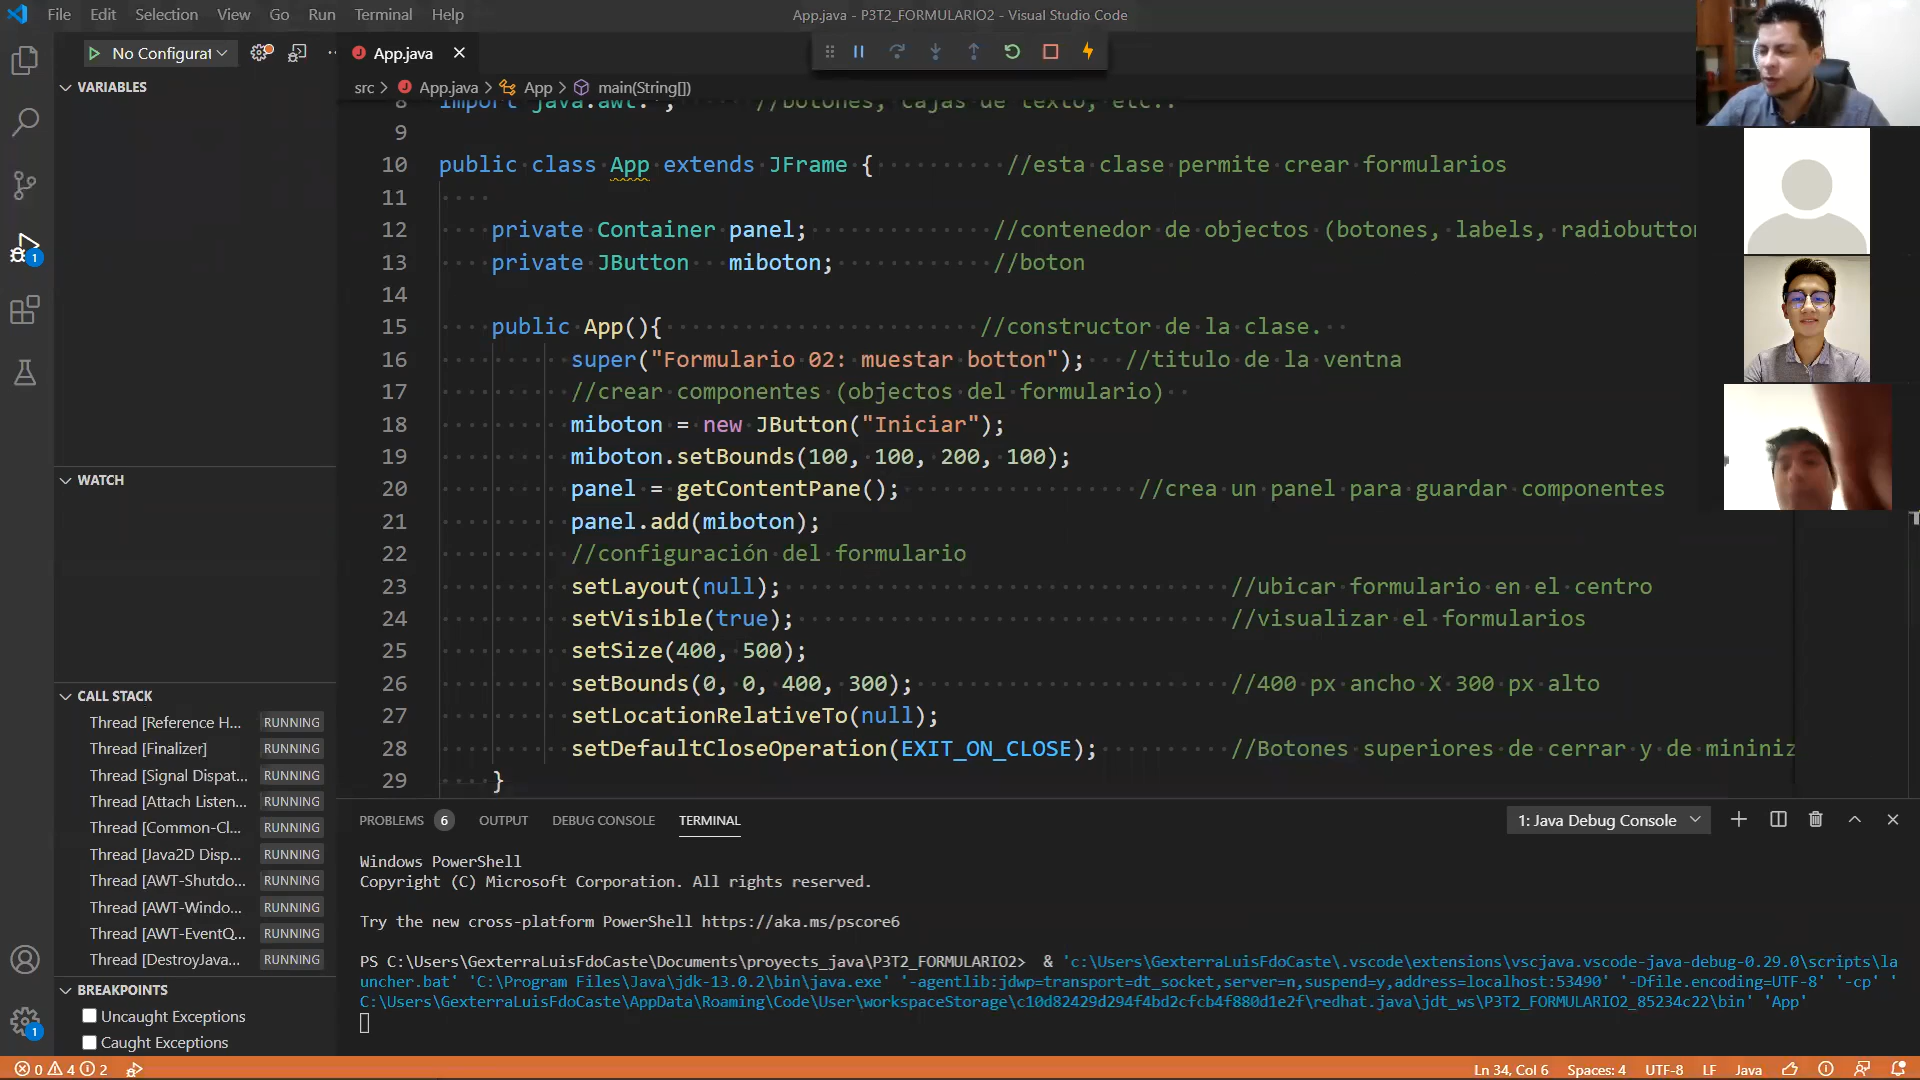 File Edit Selection View Go Run Terminal Help App.java - P3T2_FORMULARIO2 - Visual Studio Code
No Configurat
App.java
src > App.java > App > main(String[])
VARIABLES
WATCH
CALL STACK
Thread [Reference H... RUNNING
Thread [Finalizer] RUNNING
Thread [Signal Dispat... RUNNING
Thread [Attach Listen... RUNNING
Thread [Common-Cl... RUNNING
Thread [Java2D Disp... RUNNING
Thread [AWT-Shutdo... RUNNING
Thread [AWT-Windo... RUNNING
Thread [AWT-EventQ... RUNNING
Thread [DestroyJava... RUNNING
BREAKPOINTS
Uncaught Exceptions
Caught Exceptions
8 import java.awt.*; //botones, cajas de texto, etc..
9
10 public class App extends JFrame { //esta clase permite crear formularios
11
12 private Container panel; //contenedor de objectos (botones, labels, radiobutton
13 private JButton miboton; //boton
14
15 public App(){ //constructor de la clase.
16 super("Formulario 02: muestar botton"); //titulo de la ventna
17 //crear componentes (objectos del formulario)
18 miboton = new JButton("Iniciar");
19 miboton.setBounds(100, 100, 200, 100);
20 panel = getContentPane(); //crea un panel para guardar componentes
21 panel.add(miboton);
22 //configuración del formulario
23 setLayout(null); //ubicar formulario en el centro
24 setVisible(true); //visualizar el formularios
25 setSize(400, 500);
26 setBounds(0, 0, 400, 300); //400 px ancho X 300 px alto
27 setLocationRelativeTo(null);
28 setDefaultCloseOperation(EXIT_ON_CLOSE); //Botones superiores de cerrar y de mininiz
29 }
PROBLEMS 6 OUTPUT DEBUG CONSOLE TERMINAL 1: Java Debug Console
Windows PowerShell
Copyright (C) Microsoft Corporation. All rights reserved.
Try the new cross-platform PowerShell https://aka.ms/pscore6
PS C:\Users\GexterraLuisFdoCaste\Documents\proyects_java\P3T2_FORMULARIO2> & 'c:\Users\GexterraLuisFdoCaste\.vscode\extensions\vscjava.vscode-java-debug-0.29.0\scripts\la
uncher.bat' 'C:\Program Files\Java\jdk-13.0.2\bin\java.exe' '-agentlib:jdwp=transport=dt_socket,server=n,suspend=y,address=localhost:53490' '-Dfile.encoding=UTF-8' '-cp' '
C:\Users\GexterraLuisFdoCaste\AppData\Roaming\Code\User\workspaceStorage\c10d82429d294f4bd2cfcb4f880d1e2f\redhat.java\jdt_ws\P3T2_FORMULARIO2_85234c22\bin' 'App'
1
1
0 4 2 Ln 34, Col 6 Spaces: 4 UTF-8 LF Java